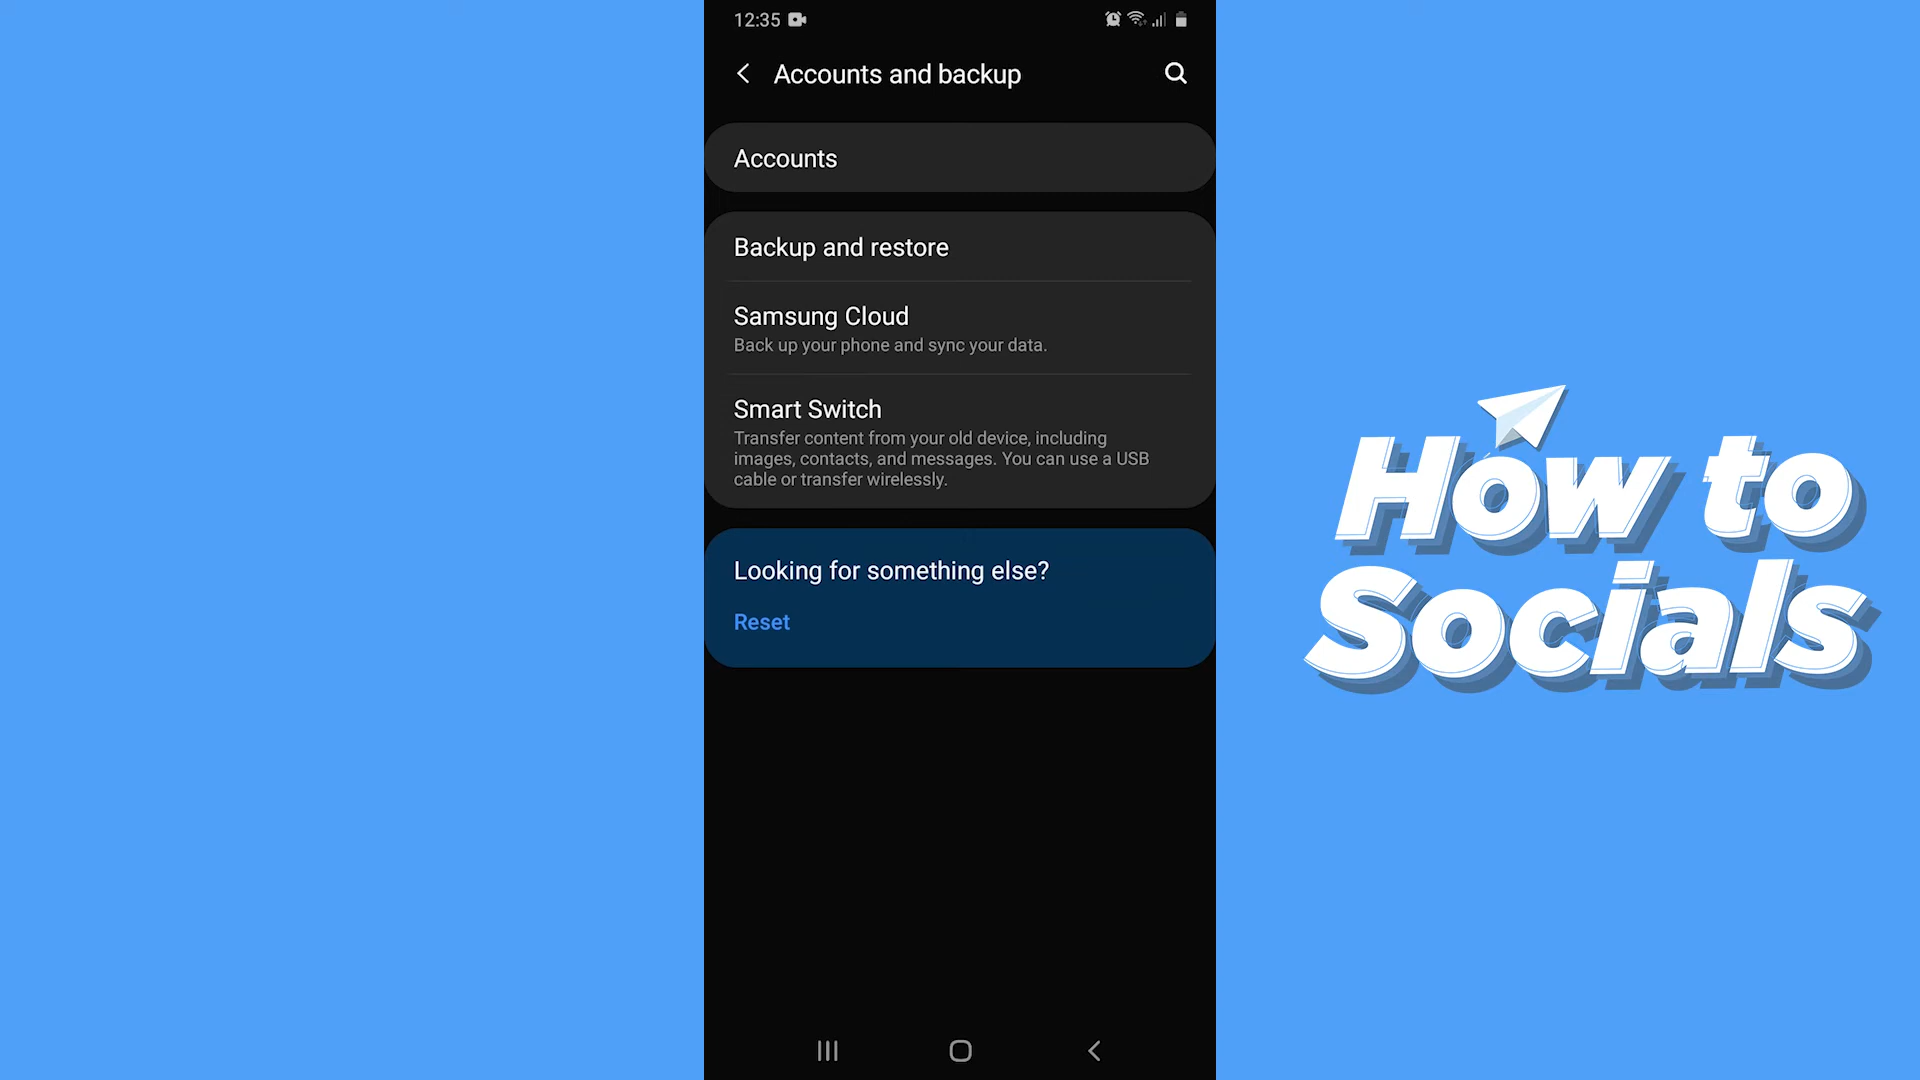 12:35
Accounts and backup
Accounts
Backup and restore
Samsung Cloud
Back up your phone and sync your data.
Smart Switch
Transfer content from your old device, including
images, contacts, and messages. You can use a USB
cable or transfer wirelessly.
Looking for something else?
Reset
How to
Socials